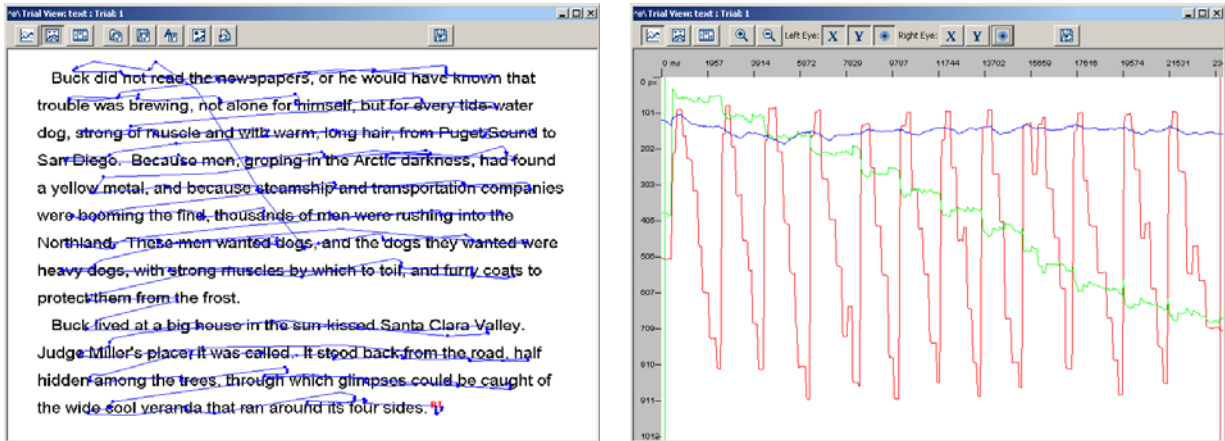 Trial View: text : Trial: 1
Buck did not read the newspapers, or he would have known that
trouble was brewing, not alone for himself, but for every tide-water
dog, strong of muscle and with warm, long hair, from Puget Sound to
San Diego. Because men, groping in the Arctic darkness, had found
a yellow metal, and because steamship and transportation companies
were booming the find, thousands of men were rushing into the
Northland. These men wanted dogs, and the dogs they wanted were
heavy dogs, with strong muscles by which to toil, and furry coats to
protect them from the frost.
Buck lived at a big house in the sun-kissed Santa Clara Valley.
Judge Miller's place, it was called. It stood back from the road, half
hidden among the trees, through which glimpses could be caught of
the wide cool veranda that ran around its four sides. RT
Trial View: text : Trial: 1
Left Eye: X Y Right Eye: X Y
0 ms 1957 3914 5872 7829 9787 11744 13702 15659 17616 19574 21531
0 px
101
202
303
405
506
607
709
810
911
1012